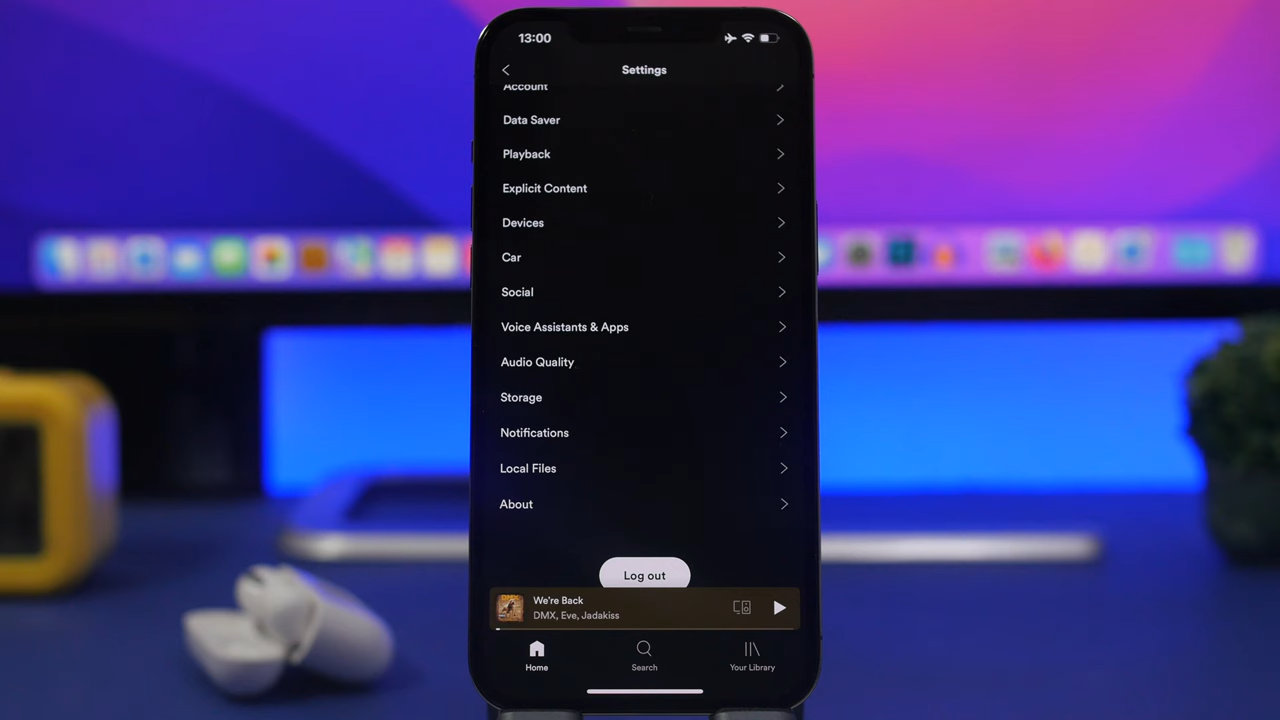 13:00
Settings
Account
Data Saver
Playback
Explicit Content
Devices
Car
Social
Voice Assistants & Apps
Audio Quality
Storage
Notifications
Local Files
About
Log out
We're Back
DMX, Eve, Jadakiss
Home
Search
Your Library